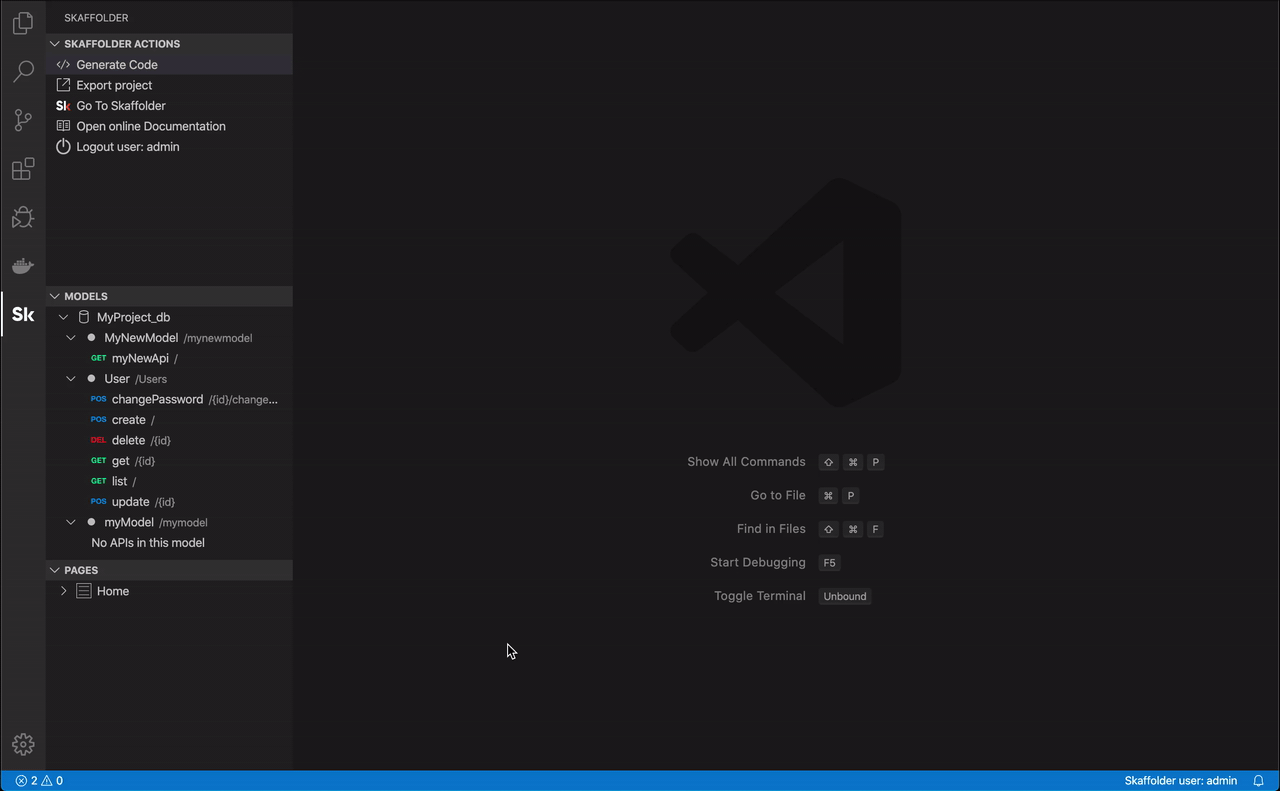 SKAFFOLDER
SKAFFOLDER ACTIONS
Generate Code
Export project
Sk Go To Skaffolder
Open online Documentation
Logout user: admin
Sk
MODELS
MyProject_db
MyNewModel /mynewmodel
GET myNewApi /
User /Users
POS changePassword /{id}/change...
POS create /
DEL delete /{id}
GET get /{id}
GET list /
POS update /{id}
myModel /mymodel
No APIs in this model
PAGES
Home
Show All Commands ⇧ ⌘ P
Go to File ⌘ P
Find in Files ⇧ ⌘ F
Start Debugging F5
Toggle Terminal Unbound
2 0
Skaffolder user: admin